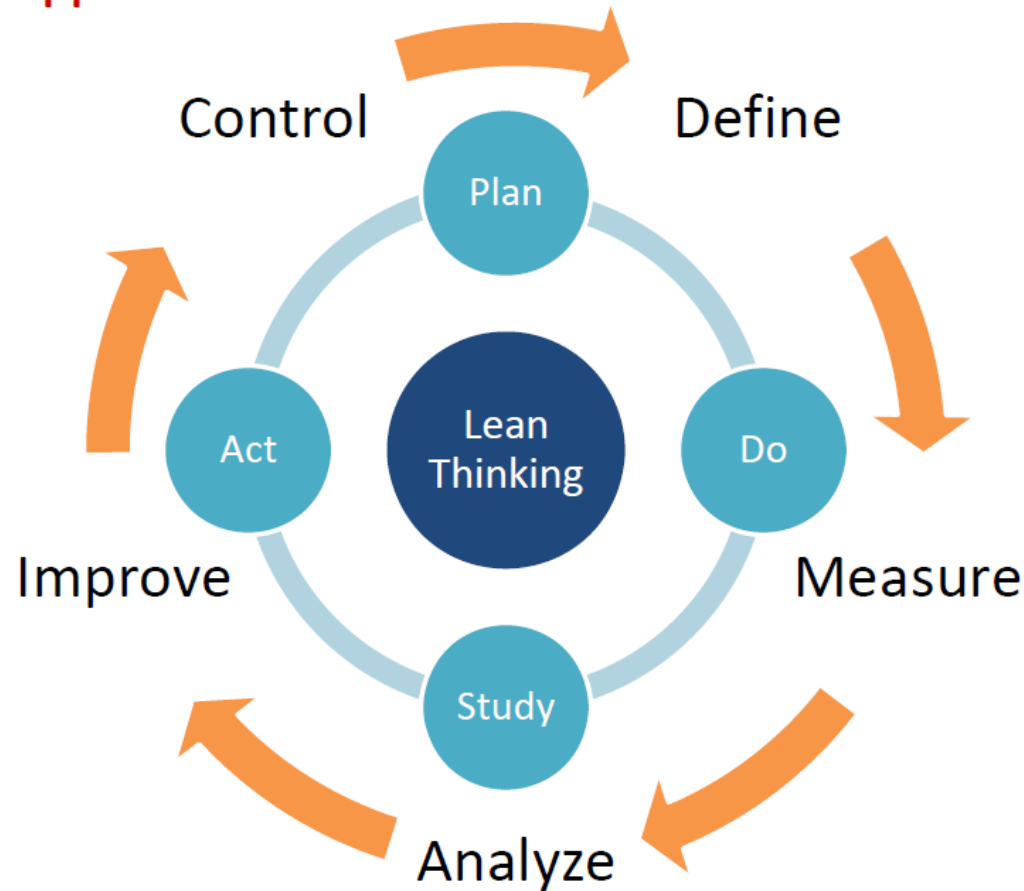 Control
Define
Plan
Act
Lean
Thinking
Do
Improve
Measure
Study
Analyze